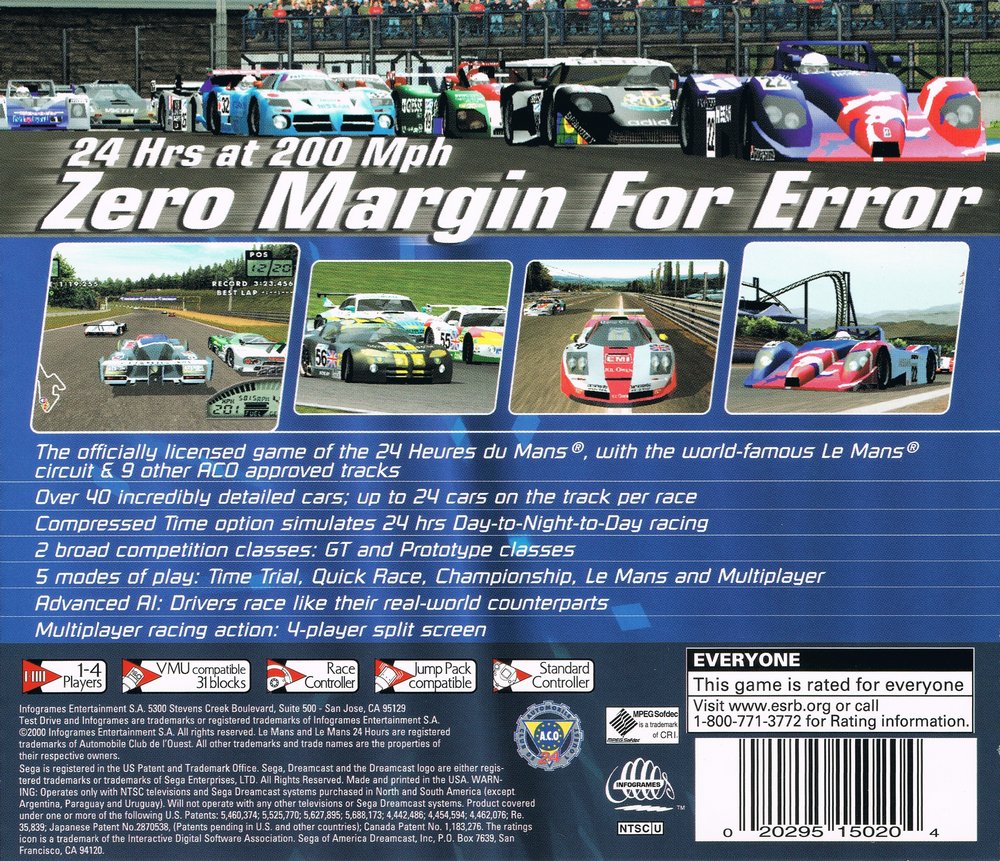 24 Hrs at 200 Mph
Zero Margin For Error
1:19.255
POS
12/20
RECORD 3:23.456
BEST LAP -:--.---
MPH
5815RPM
201
The officially licensed game of the 24 Heures du Mans®, with the world-famous Le Mans®
circuit & 9 other ACO approved tracks
Over 40 incredibly detailed cars; up to 24 cars on the track per race
Compressed Time option simulates 24 hrs Day-to-Night-to-Day racing
2 broad competition classes: GT and Prototype classes
5 modes of play: Time Trial, Quick Race, Championship, Le Mans and Multiplayer
Advanced AI: Drivers race like their real-world counterparts
Multiplayer racing action: 4-player split screen
1-4
Players
VMU compatible
31 blocks
Race
Controller
Jump Pack
compatible
Standard
Controller
Infogrames Entertainment S.A. 5300 Stevens Creek Boulevard, Suite 500 - San Jose, CA 95129
Test Drive and Infogrames are trademarks or registered trademarks of Infogrames Entertainment S.A.
©2000 Infogrames Entertainment S.A. All rights reserved. Le Mans and Le Mans 24 Hours are registered
trademarks of Automobile Club de l'Ouest. All other trademarks and trade names are the properties of
their respective owners.
Sega is registered in the US Patent and Trademark Office. Sega, Dreamcast and the Dreamcast logo are either regis-
tered trademarks or trademarks of Sega Enterprises, LTD. All Rights Reserved. Made and printed in the USA. WARN-
ING: Operates only with NTSC televisions and Sega Dreamcast systems purchased in North and South America (except
Argentina, Paraguay and Uruguay). Will not operate with any other televisions or Sega Dreamcast systems. Product covered
under one or more of the following U.S. Patents: 5,460,374; 5,525,770; 5,627,895; 5,688,173; 4,442,486; 4,454,594; 4,462,076; Re.
35,839; Japanese Patent No.2870538, (Patents pending in U.S. and other countries); Canada Patent No. 1,183,276. The ratings
icon is a trademark of the Interactive Digital Software Association. Sega of America Dreamcast, Inc P.O. Box 7639, San
Francisco, CA 94120.
A.C.O
24
MPEG Sofdec
MPEG Sofdec
is a trademark
of CRI.
INFOGRAMES
™
NTSC U
EVERYONE
This game is rated for everyone
Visit www.esrb.org or call
1-800-771-3772 for Rating information.
0 20295 15020 4